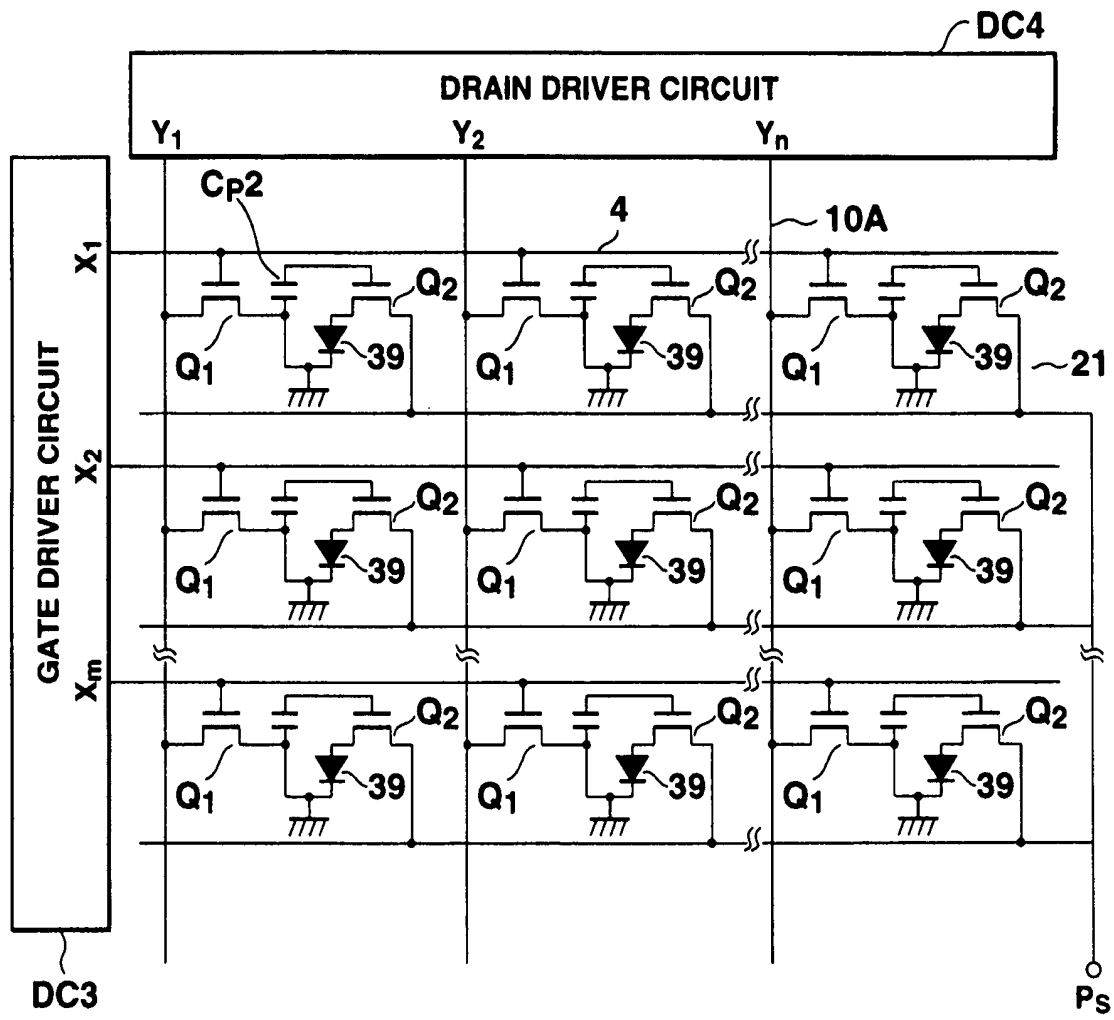 DC4
DRAIN DRIVER CIRCUIT
Y1 Y2 Yn
CP2 4 10A
X1
Q2 Q2 Q2
Q1 39 Q1 39 Q1 39 21
GATE DRIVER CIRCUIT
X2
Q2 Q2 Q2
Q1 39 Q1 39 Q1 39
Xm
Q2 Q2 Q2
Q1 39 Q1 39 Q1 39
DC3
PS